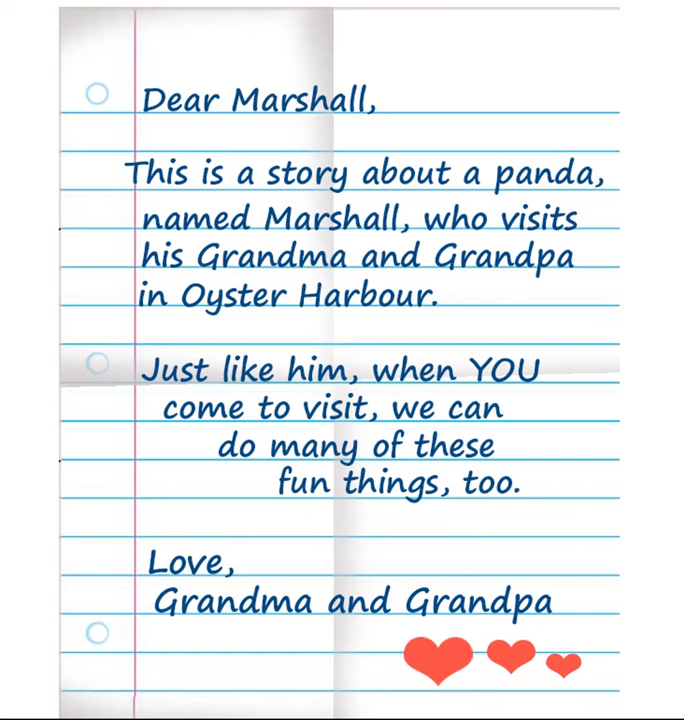 Dear Marshall,
This is a story about a panda,
named Marshall, who visits
his Grandma and Grandpa
in Oyster Harbour.
Just like him, when YOU
come to visit, we can
do many of these
fun things, too.
Love,
Grandma and Grandpa